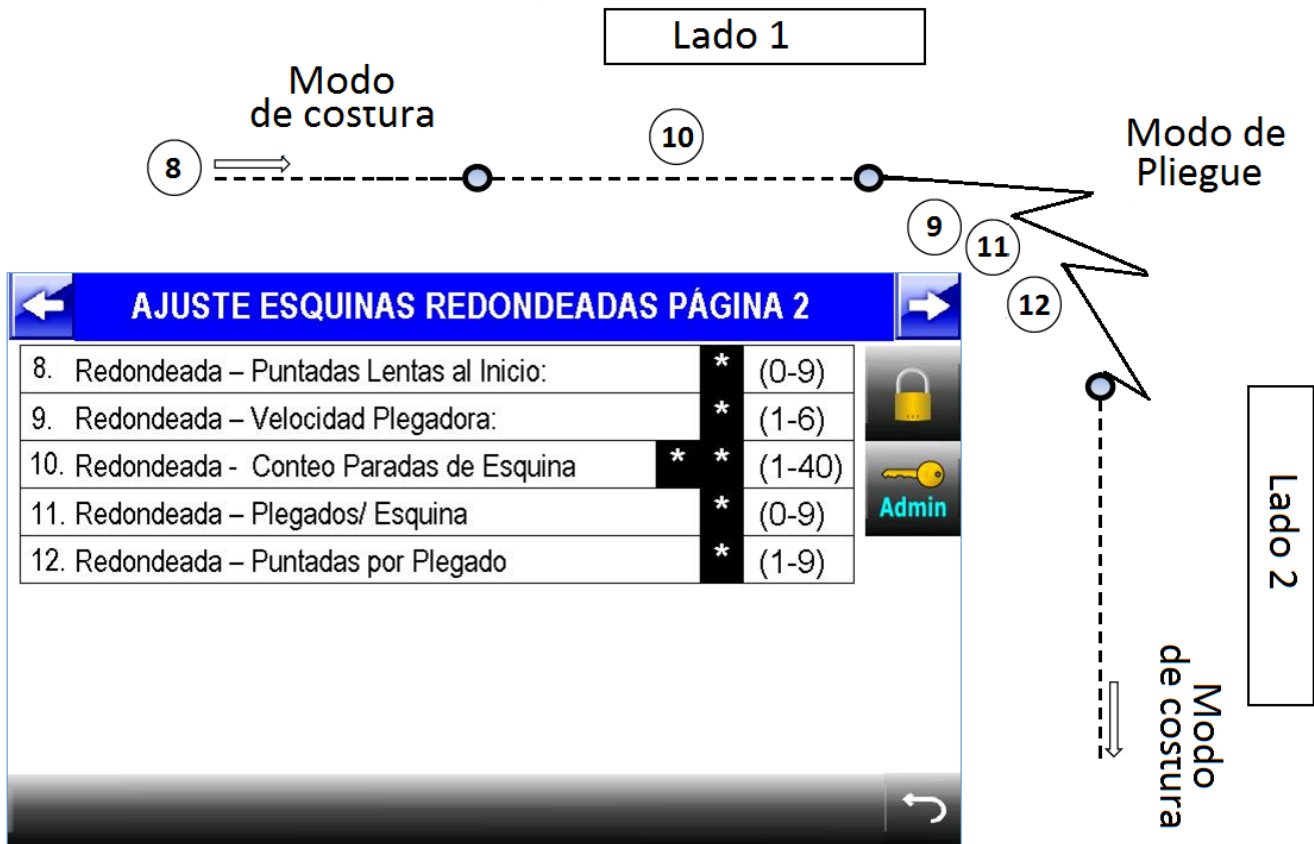 Lado 1
Modo
de costura
8
10
Modo de
Pliegue
9
11
12
AJUSTE ESQUINAS REDONDEADAS PÁGINA 2
8. Redondeada – Puntadas Lentas al Inicio: * (0-9)
9. Redondeada – Velocidad Plegadora: * (1-6)
10. Redondeada - Conteo Paradas de Esquina * * (1-40)
11. Redondeada – Plegados/ Esquina * (0-9)
12. Redondeada – Puntadas por Plegado * (1-9)
Admin
Lado 2
Modo
de costura